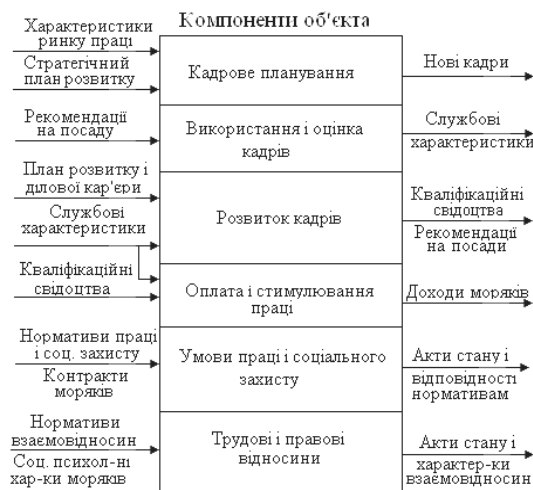 Компоненти об'єкта
Характеристики
ринку праці
Стратегічний
план розвитку
Кадрове планування
Нові кадри
Рекомендації
на посаду
Використання і оцінка
кадрів
Службові
характеристики
План розвитку і
ділової кар'єри
Службові
характеристики
Розвиток кадрів
Кваліфікаційні
свідоцтва
Рекомендації
на посади
Кваліфікаційні
свідоцтва
Оплата і стимулювання
праці
Доходи моряків
Нормативи праці
і соц. захисту
Контракти
моряків
Умови праці і соціального
захисту
Акти стану і
відповідності
нормативам
Нормативи
взаємовідносин
Соц. психол-ні
хар-ки моряків
Трудові і правові
відносини
Акти стану і
характер-ки
взаємовідносин